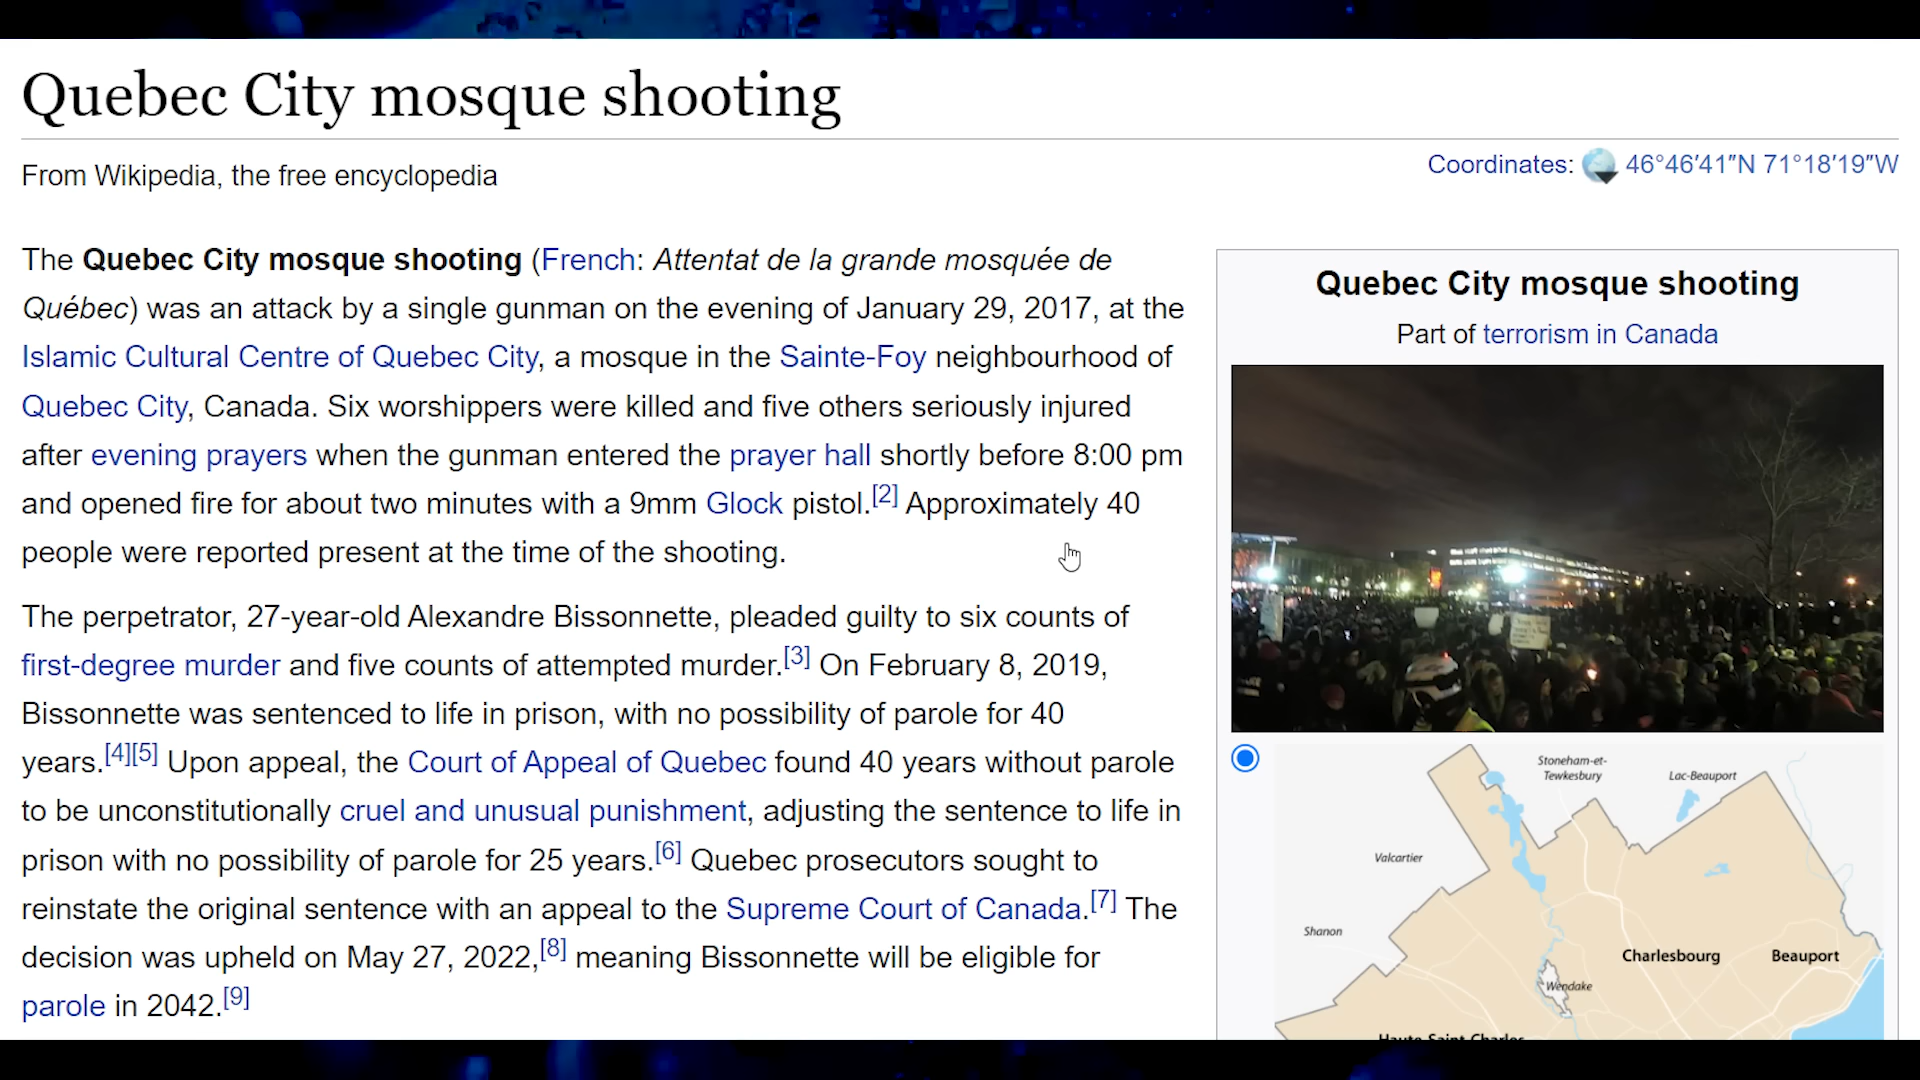 Quebec City mosque shooting
From Wikipedia, the free encyclopedia
Coordinates: 46°46′41″N 71°18′19″W
The Quebec City mosque shooting (French: Attentat de la grande mosquée de
Québec) was an attack by a single gunman on the evening of January 29, 2017, at the
Islamic Cultural Centre of Quebec City, a mosque in the Sainte-Foy neighbourhood of
Quebec City, Canada. Six worshippers were killed and five others seriously injured
after evening prayers when the gunman entered the prayer hall shortly before 8:00 pm
and opened fire for about two minutes with a 9mm Glock pistol.[2] Approximately 40
people were reported present at the time of the shooting.
The perpetrator, 27-year-old Alexandre Bissonnette, pleaded guilty to six counts of
first-degree murder and five counts of attempted murder.[3] On February 8, 2019,
Bissonnette was sentenced to life in prison, with no possibility of parole for 40
years.[4][5] Upon appeal, the Court of Appeal of Quebec found 40 years without parole
to be unconstitutionally cruel and unusual punishment, adjusting the sentence to life in
prison with no possibility of parole for 25 years.[6] Quebec prosecutors sought to
reinstate the original sentence with an appeal to the Supreme Court of Canada.[7] The
decision was upheld on May 27, 2022,[8] meaning Bissonnette will be eligible for
parole in 2042.[9]
Quebec City mosque shooting
Part of terrorism in Canada
Stoneham-et-
Tewkesbury
Lac-Beauport
Valcartier
Shanon
Charlesbourg
Beauport
Wendake
Haute-Saint-Charles